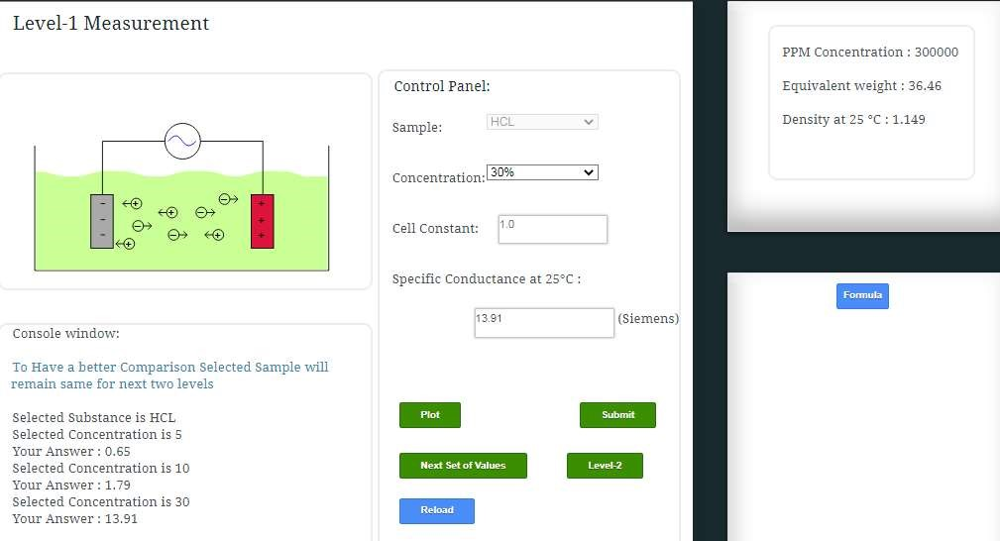 Level-1 Measurement
Control Panel:
Sample:
HCL
Concentration:
30%
Cell Constant:
1.0
Specific Conductance at 25°C :
13.91
(Siemens)
Plot
Submit
Next Set of Values
Level-2
Reload
Console window:
To Have a better Comparison Selected Sample will
remain same for next two levels
Selected Substance is HCL
Selected Concentration is 5
Your Answer : 0.65
Selected Concentration is 10
Your Answer : 1.79
Selected Concentration is 30
Your Answer : 13.91
PPM Concentration : 300000
Equivalent weight : 36.46
Density at 25 °C : 1.149
Formula